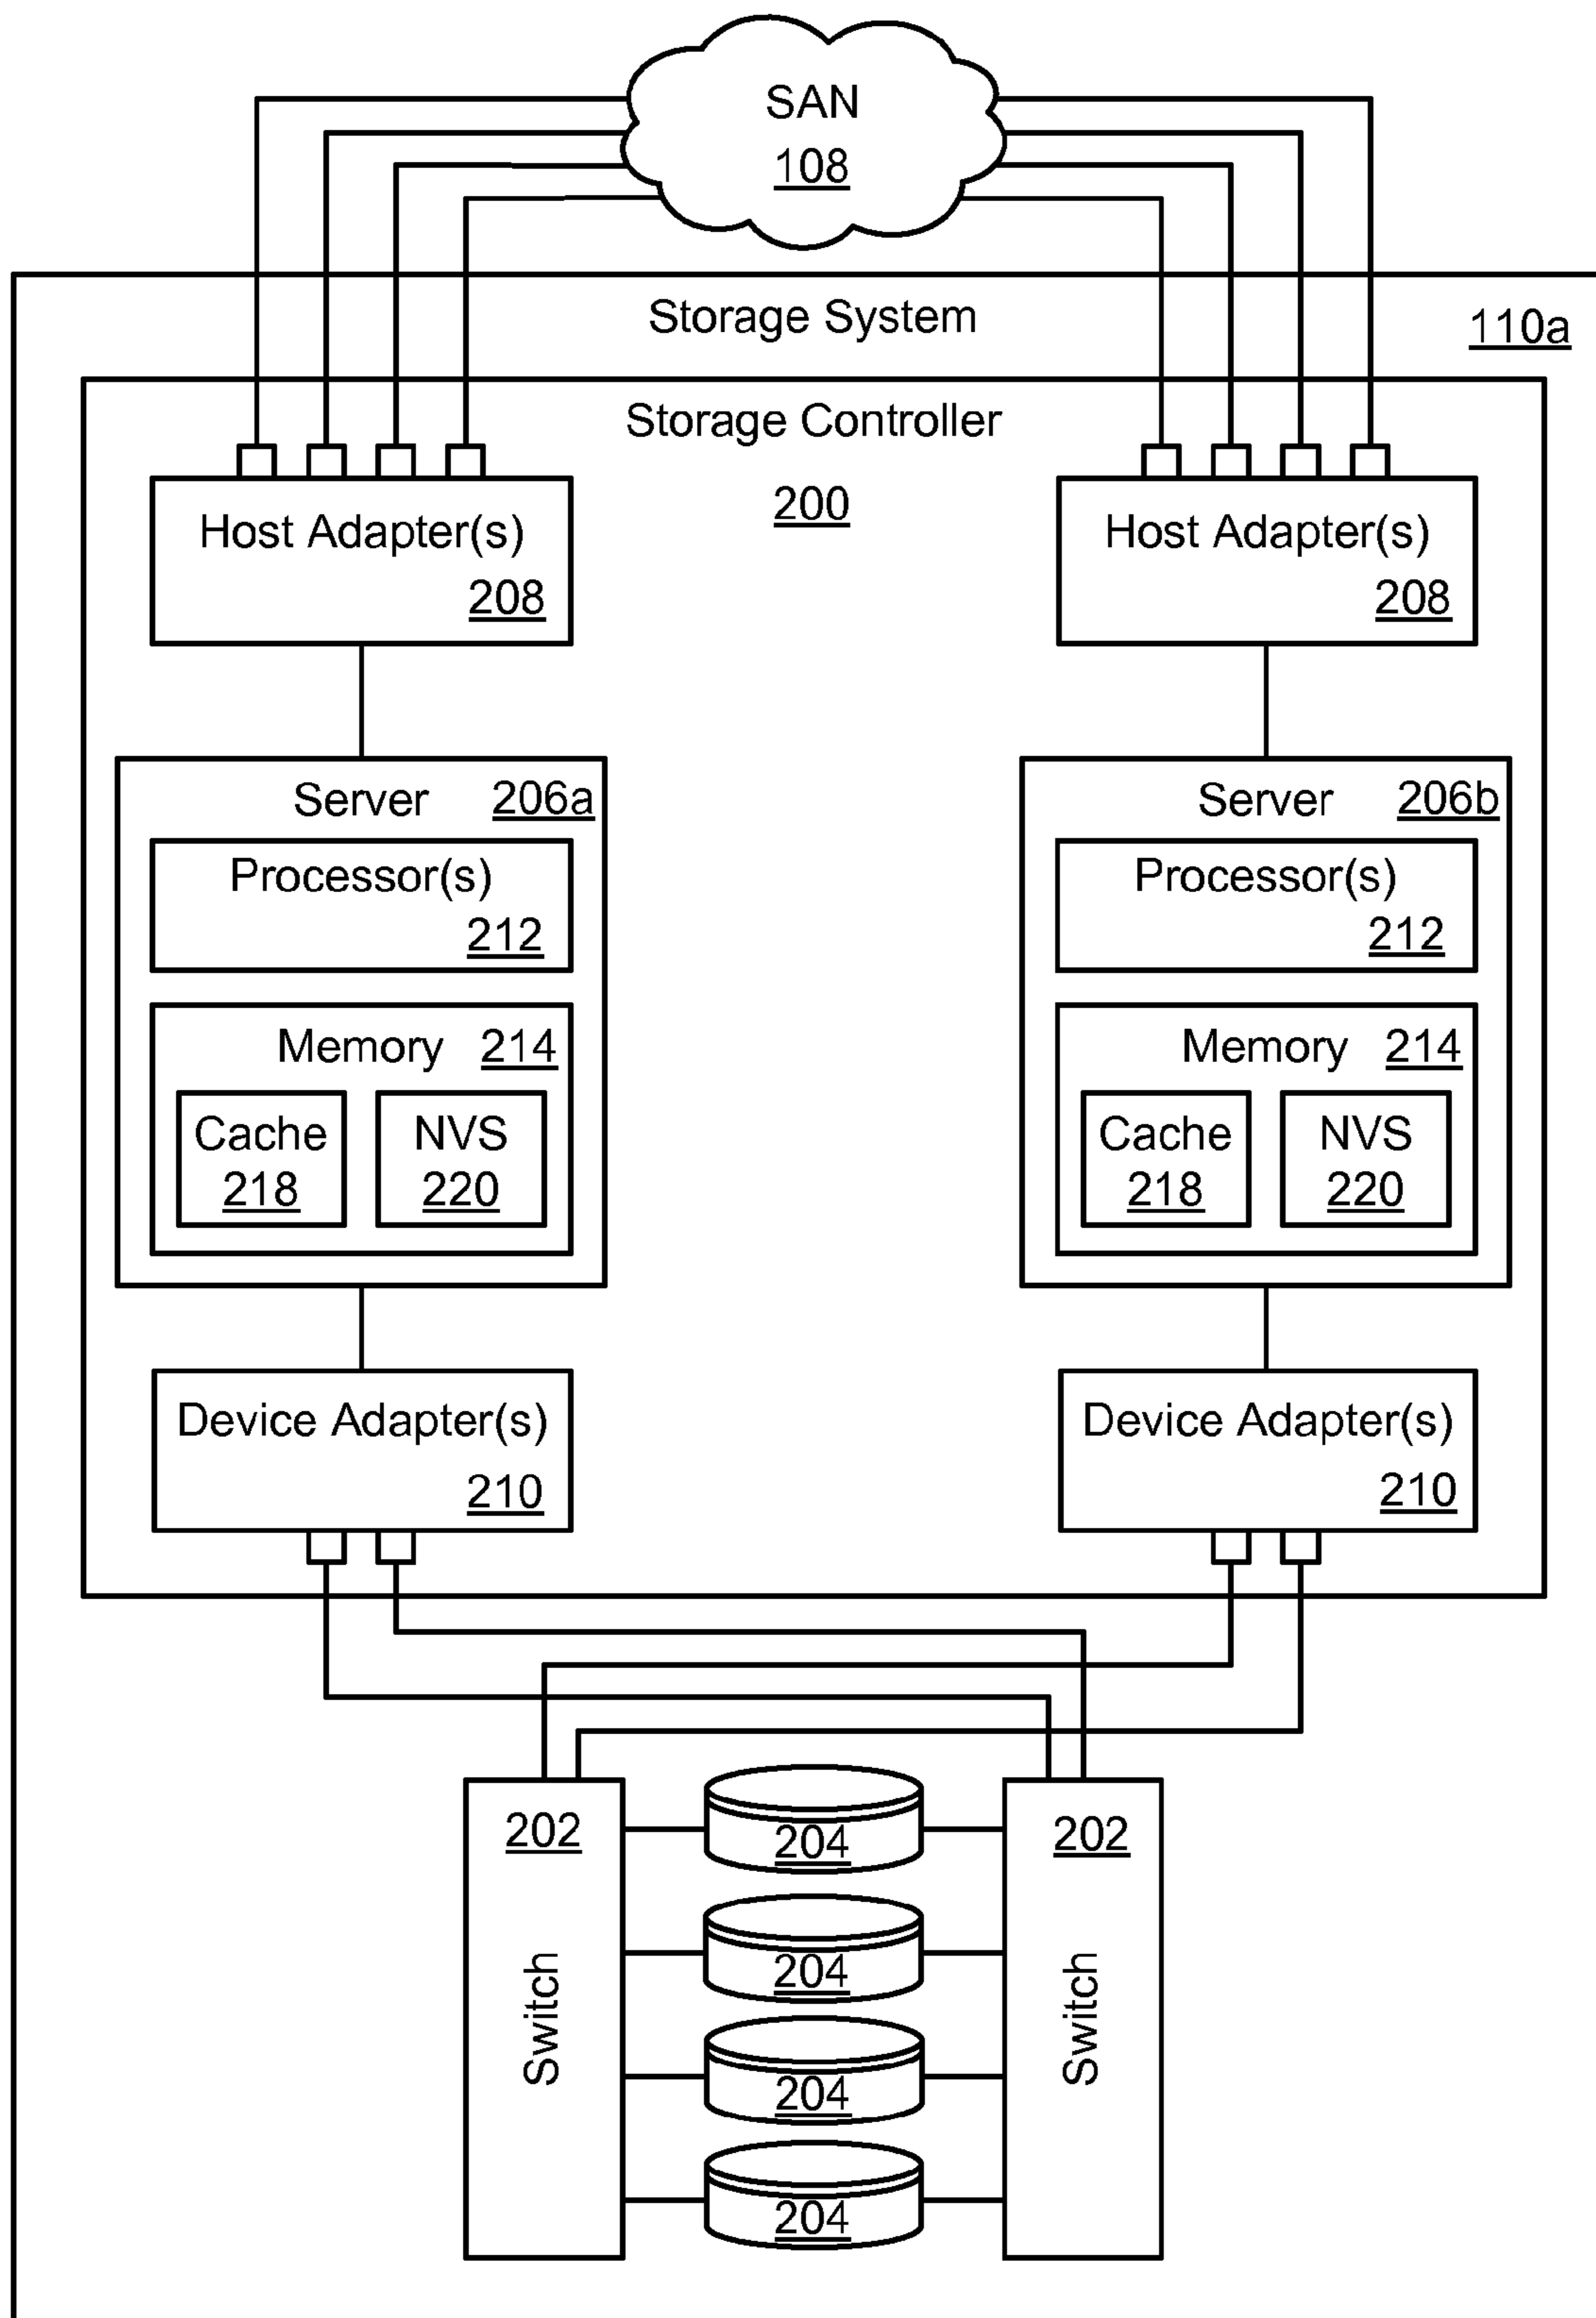 SAN
108
Storage System
110a
Storage Controller
200
Host Adapter(s)
208
Host Adapter(s)
208
Server 206a
Processor(s)
212
Memory 214
Cache
218
NVS
220
Server 206b
Processor(s)
212
Memory 214
Cache
218
NVS
220
Device Adapter(s)
210
Device Adapter(s)
210
202
Switch
204
204
204
204
202
Switch